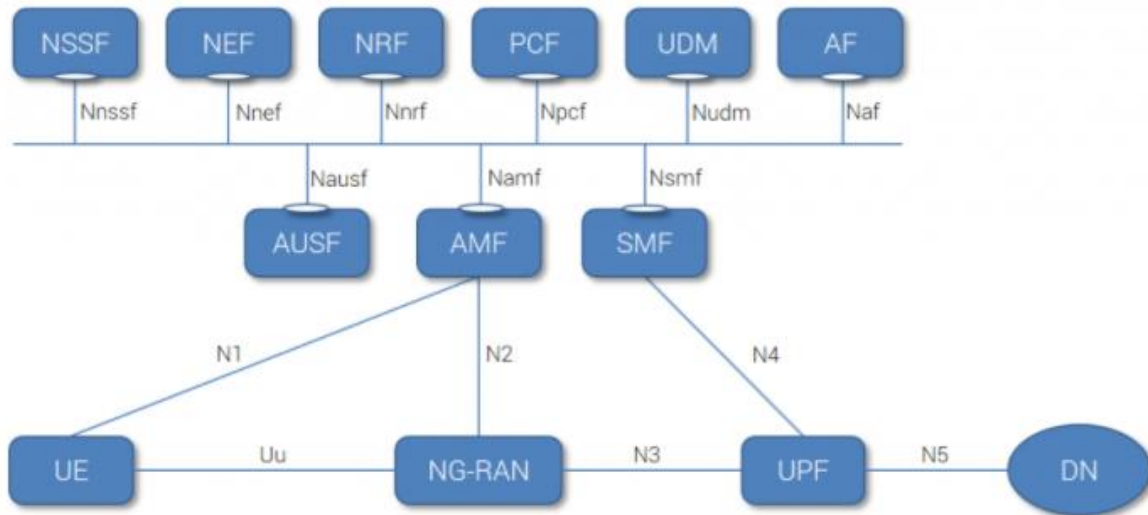 NSSF NEF NRF PCF UDM AF
Nnssf Nnef Nnrf Npcf Nudm Naf
Nausf Namf Nsmf
AUSF AMF SMF
N1 N2 N4
Uu N3 N5
UE NG-RAN UPF DN